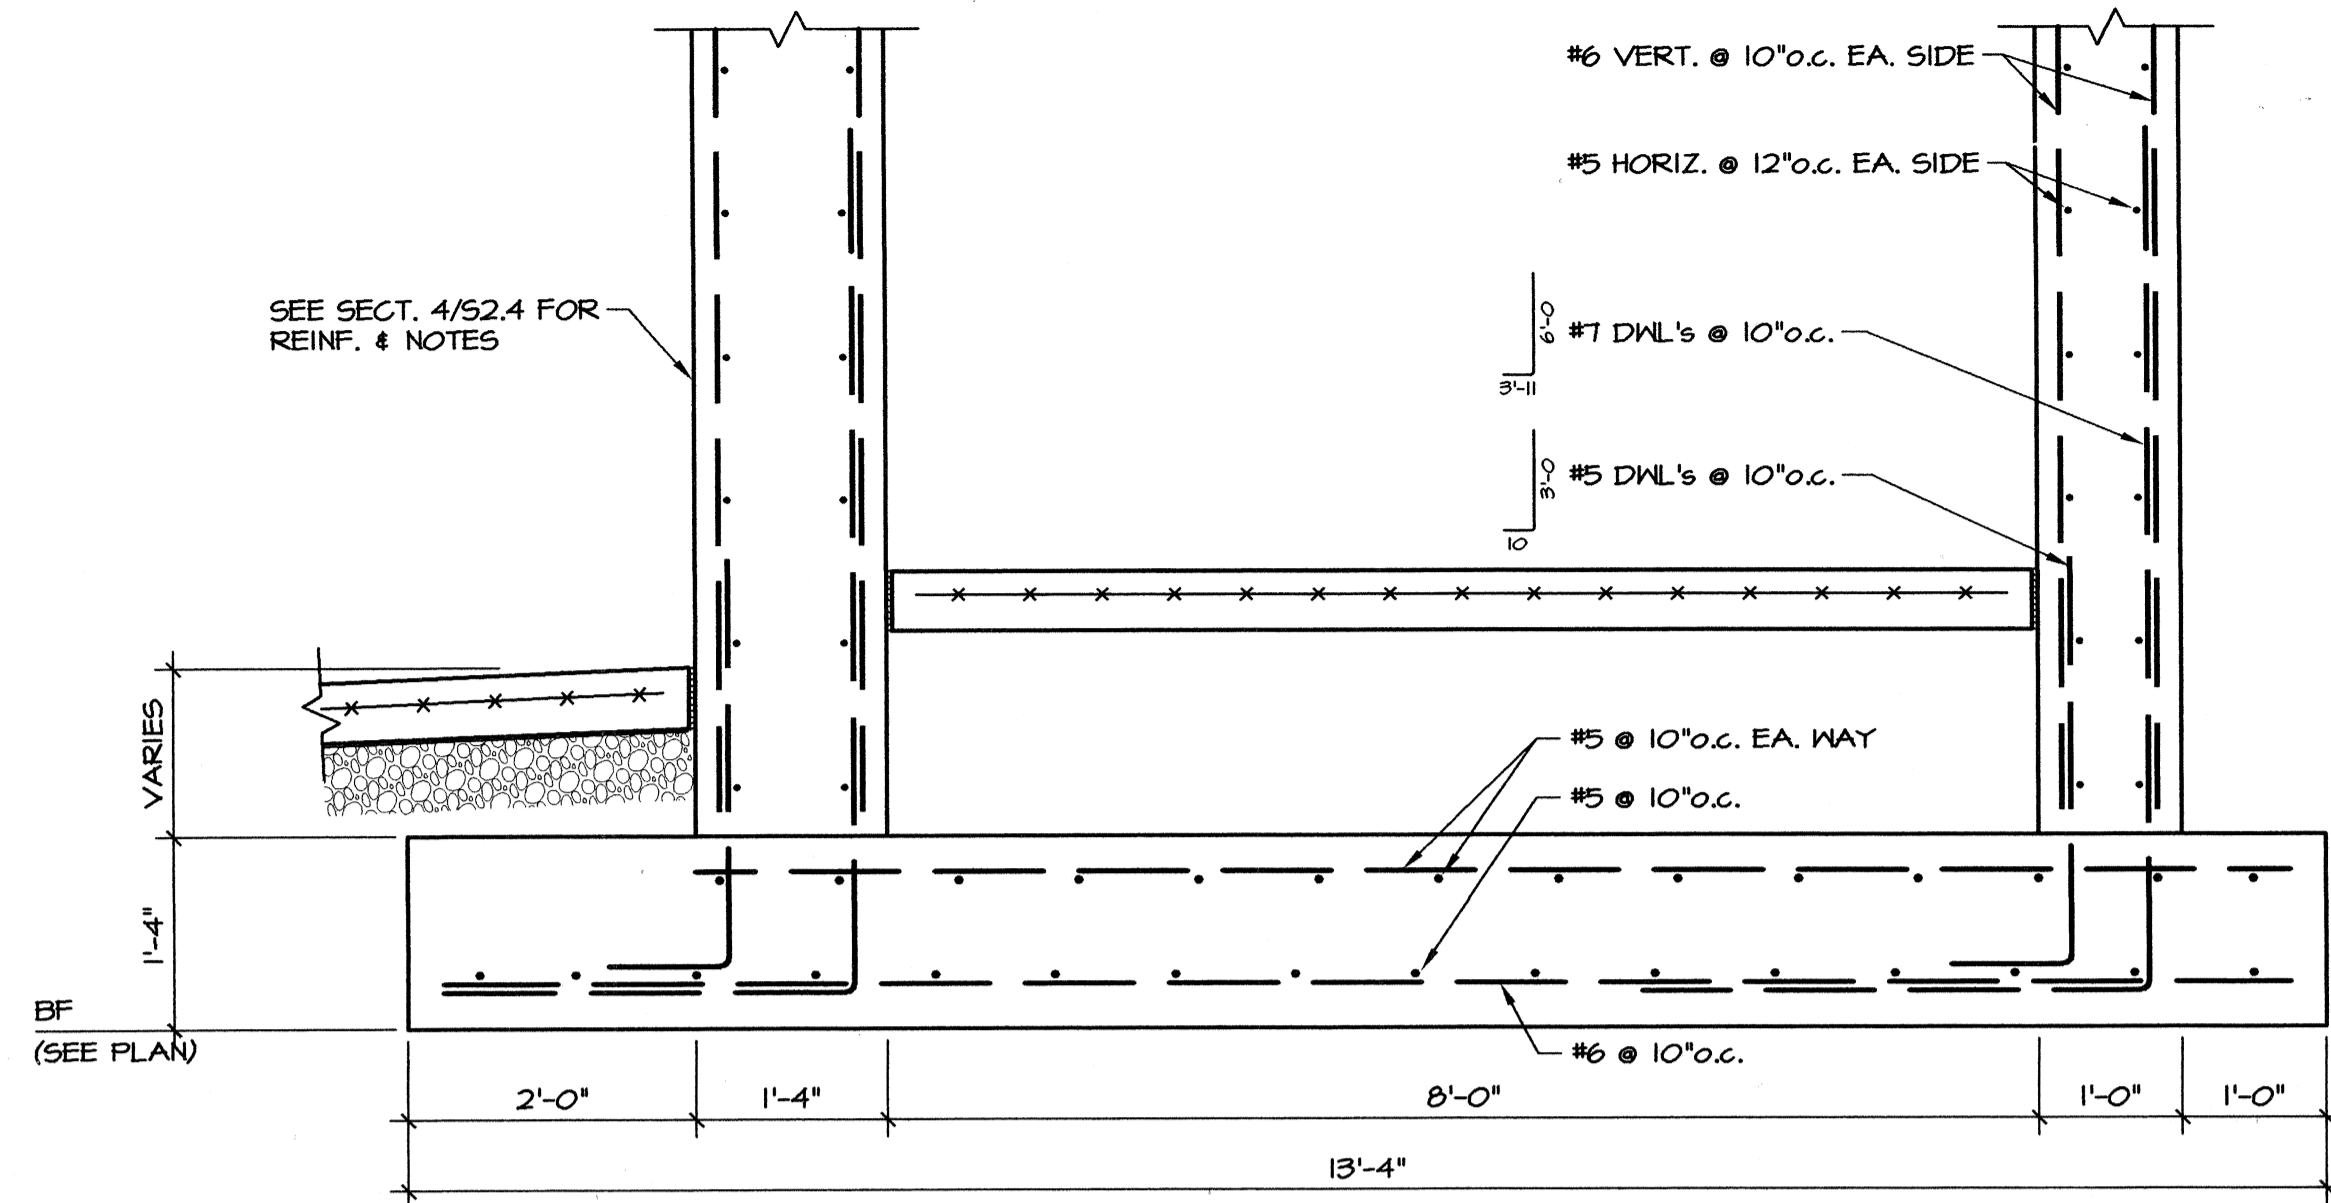 #6 VERT. @ 10"o.c. EA. SIDE
#5 HORIZ. @ 12"o.c. EA. SIDE
SEE SECT. 4/S2.4 FOR
REINF. & NOTES
6'-0
#7 DWL's @ 10"o.c.
3'-11
3'-0
#5 DWL's @ 10"o.c.
10
VARIES
#5 @ 10"o.c. EA. WAY
#5 @ 10"o.c.
1'-4"
BF
(SEE PLAN)
#6 @ 10"o.c.
2'-0"
1'-4"
8'-0"
1'-0"
1'-0"
13'-4"